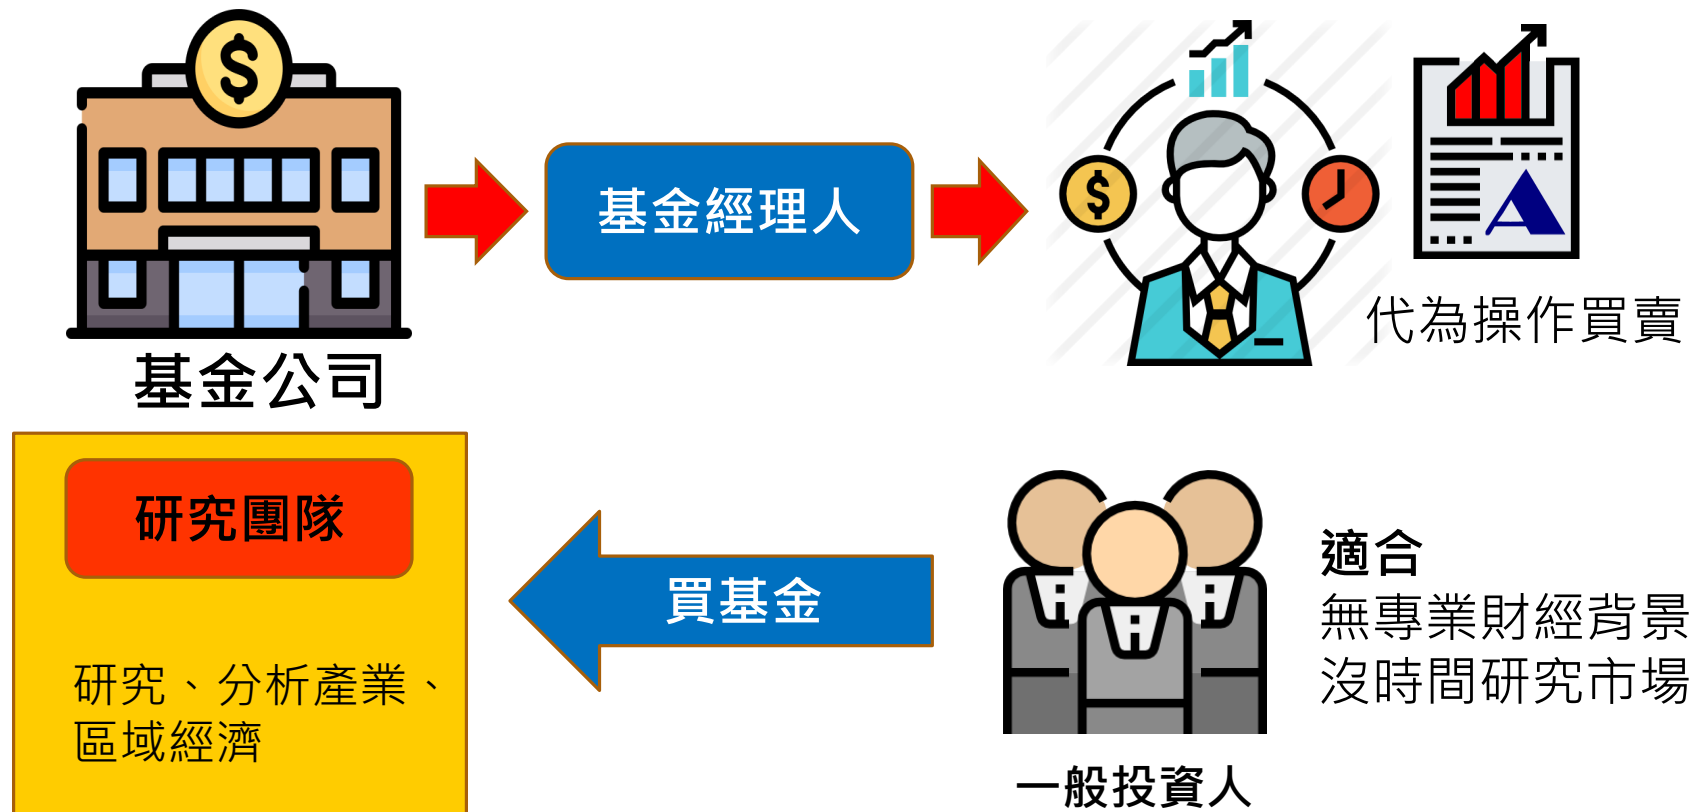 基金公司
基金經理人
代為操作買賣
研究團隊
研究、分析產業、
區域經濟
買基金
適合
無專業財經背景
沒時間研究市場
一般投資人